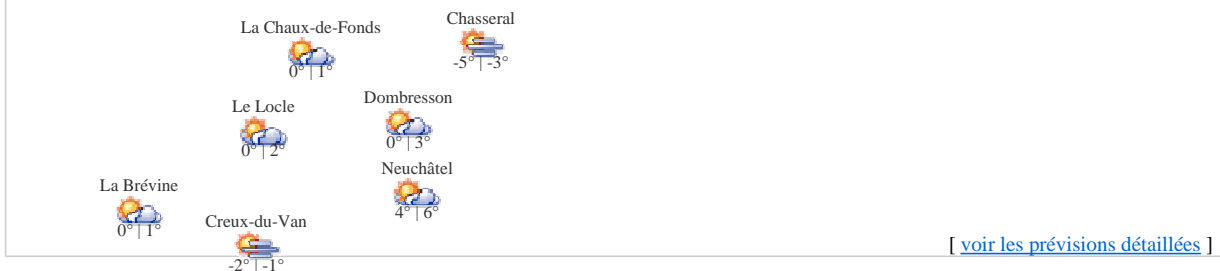 Chasseral
-5° | -3°
La Chaux-de-Fonds
0° | 1°
Dombresson
0° | 3°
Le Locle
0° | 2°
Neuchâtel
4° | 6°
La Brévine
0° | 1°
Creux-du-Van
-2° | -1°
[ voir les prévisions détaillées ]